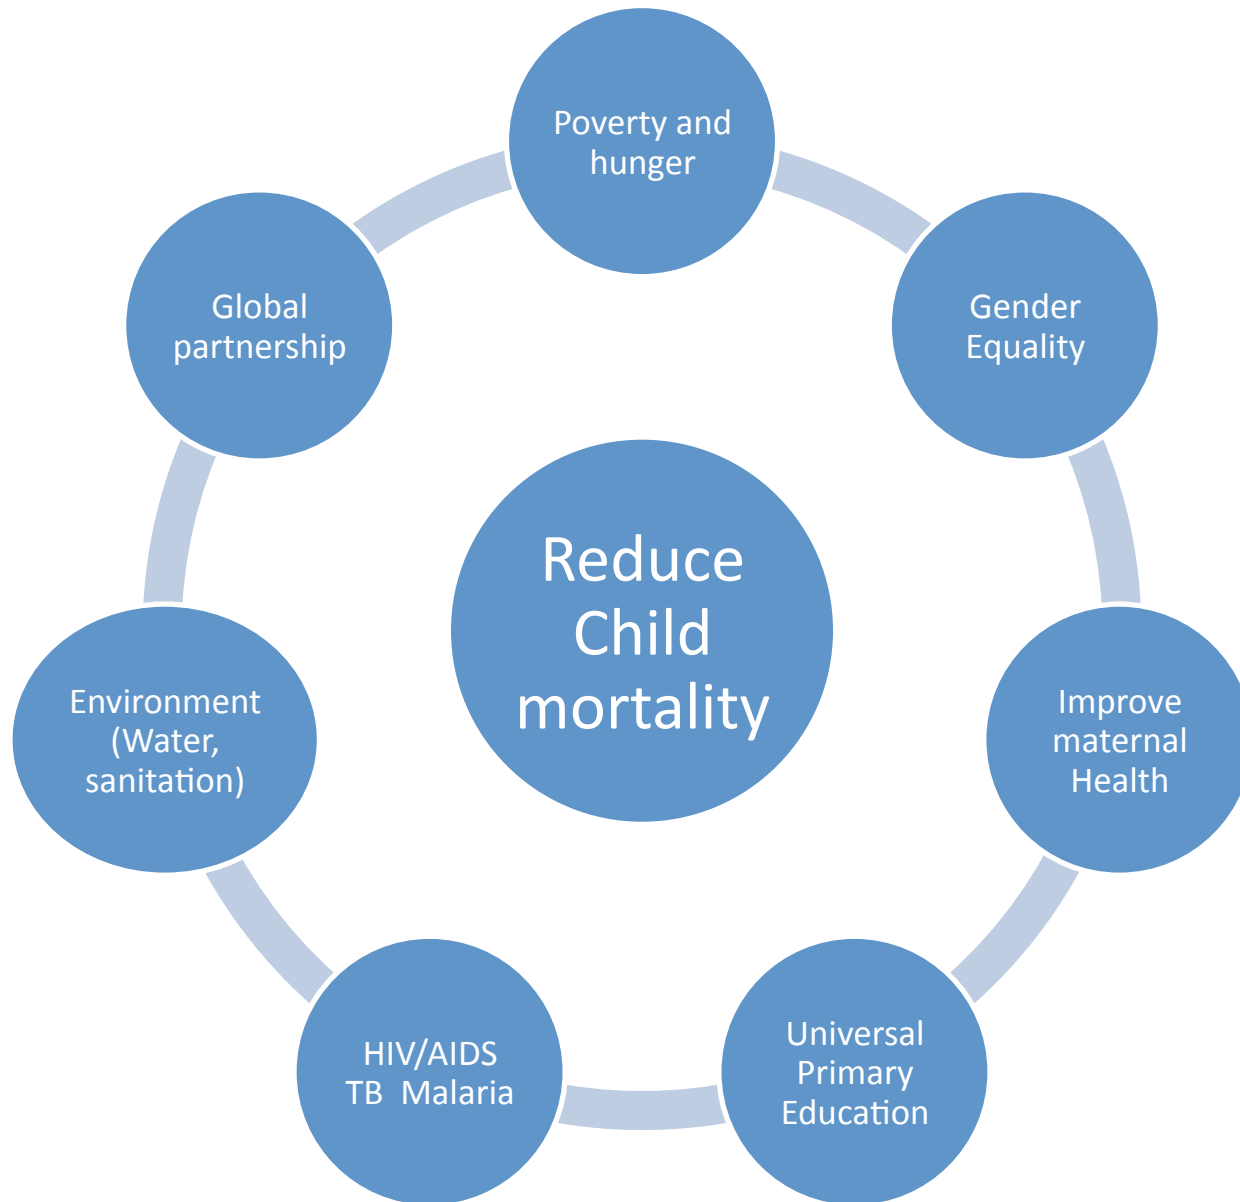 Poverty and
hunger
Gender
Equality
Improve
maternal
Health
Universal
Primary
Education
HIV/AIDS
TB  Malaria
Environment
(Water,
sanitation)
Global
partnership
Reduce
Child
mortality